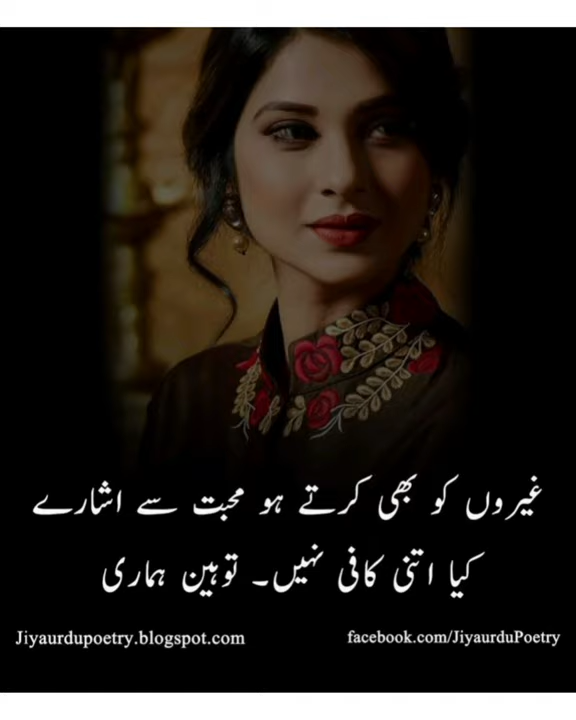 غیروں کو بھی کرتے ہو محبت سے اشارے
کیا اتنی کافی نہیں۔ توہین ہماری
Jiyaurdupoetry.blogspot.com
facebook.com/JiyaurduPoetry